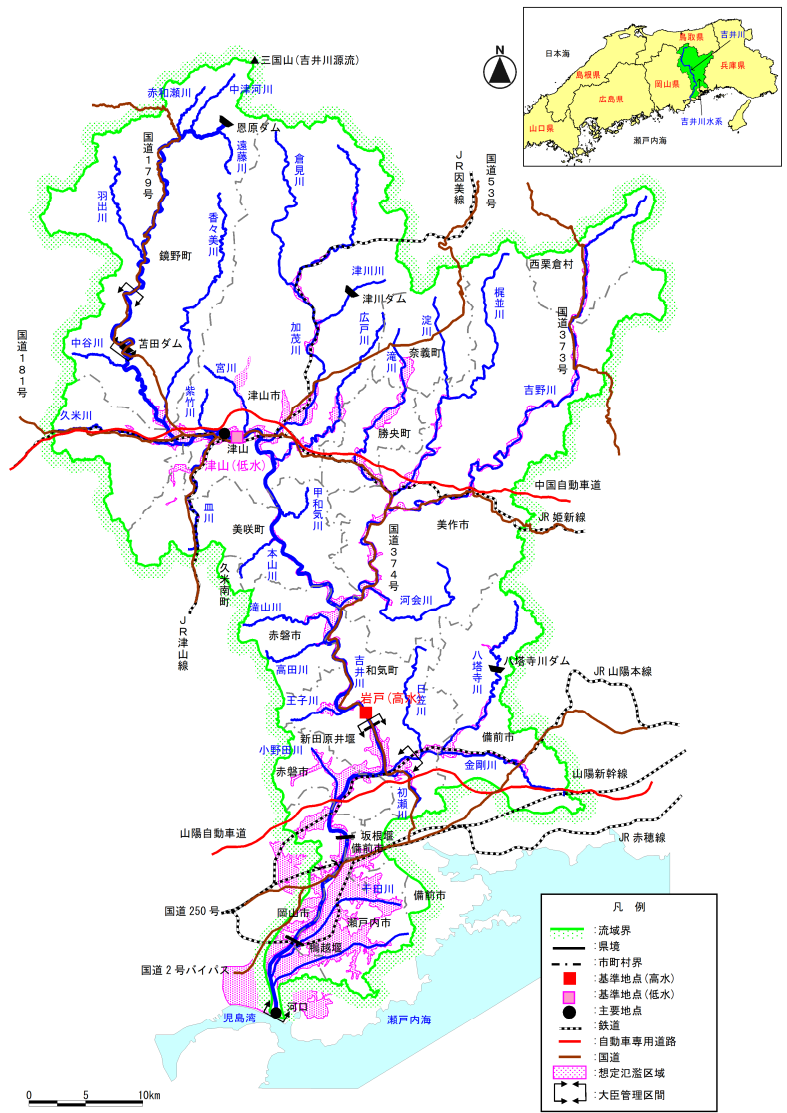 三国山(吉井川源流)
赤和瀬川
中津河川
恩原ダム
国道179号
遠藤川
倉見川
羽出川
香々美川
鏡野町
N
JR因美線
国道53号
日本海
鳥取県
吉井川
島根県
岡山県
兵庫県
広島県
山口県
吉井川水系
瀬戸内海
西粟倉村
津川川
津川ダム
梶並川
国道373号
国道181号
中谷川
苫田ダム
加茂川
広戸川
淀川
滝川
奈義町
宮川
紫竹川
津山市
吉野川
久米川
津山
津山(低水)
勝央町
中国自動車道
皿川
甲和気川
美咲町
美作市
JR姫新線
国道374号
本山川
久米南町
滝山川
河会川
赤磐市
JR津山線
吉井川
和気町
高田川
八塔寺川
八塔寺川ダム
日笠川
王子川
岩戸(高水)
JR山陽本線
新田原井堰
備前市
小野田川
赤磐市
金剛川
山陽新幹線
初瀬川
山陽自動車道
坂根堰
備前市
JR赤穂線
千田川
備前市
国道250号
岡山市
瀬戸内市
鴨越堰
国道2号バイパス
河口
児島湾
瀬戸内海
凡例
:流域界
:県境
:市町村界
:基準地点(高水)
:基準地点(低水)
:主要地点
:鉄道
:自動車専用道路
:国道
:想定氾濫区域
:大臣管理区間
0 5 10km